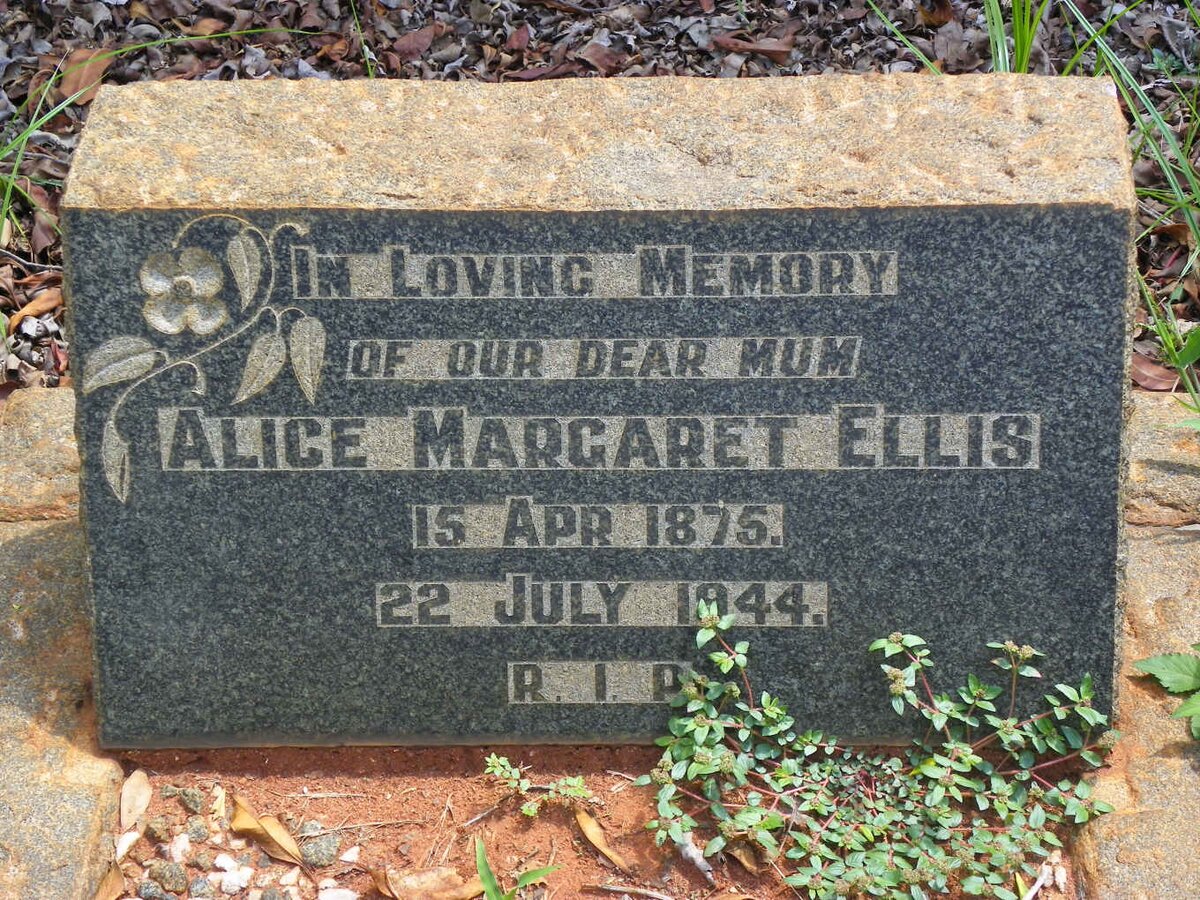 In Loving Memory
OF OUR DEAR MUM
Alice Margaret Ellis
15 Apr 1875.
22 July 1944.
R. I. P